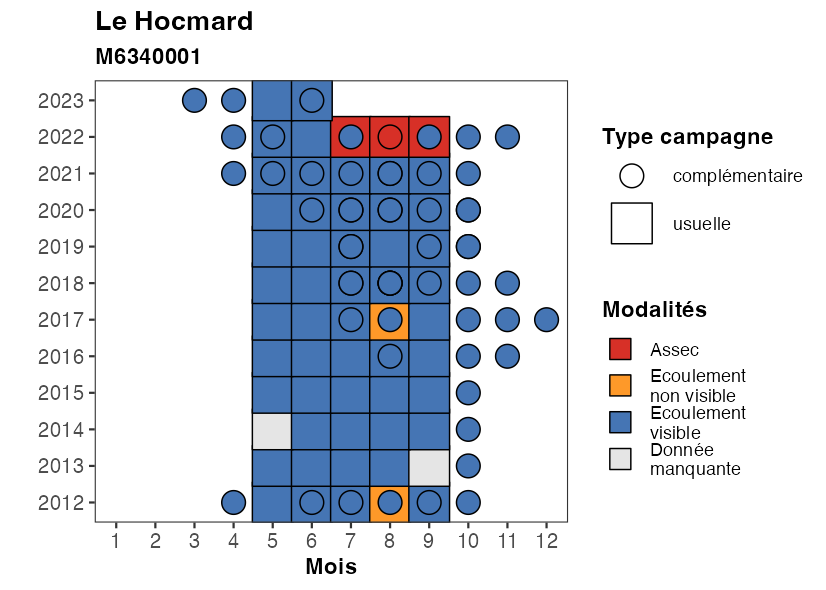 Le Hocmard
M6340001
2023
2022
2021
2020
2019
2018
2017
2016
2015
2014
2013
2012
1 2 3 4 5 6 7 8 9 10 11 12
Mois
Type campagne
complémentaire
usuelle
Modalités
Assec
Ecoulement
non visible
Ecoulement
visible
Donnée
manquante